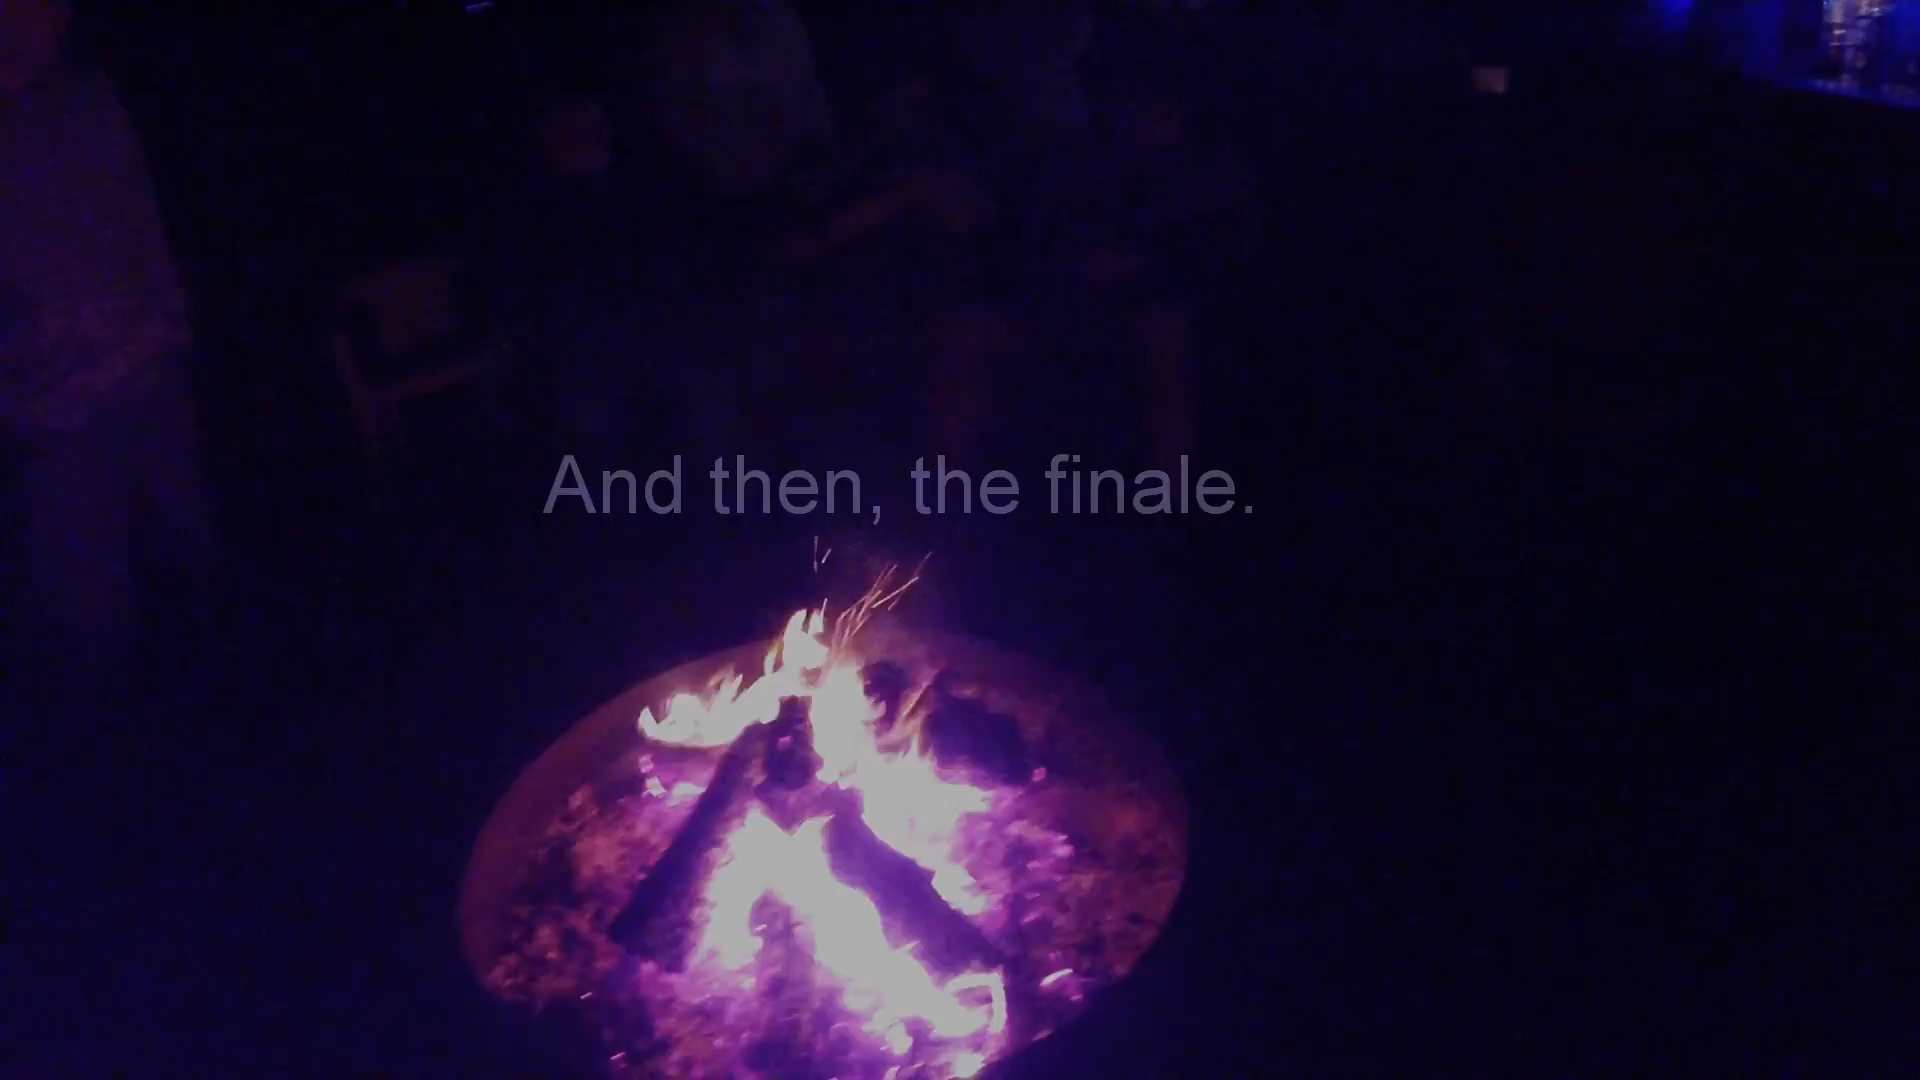 And then, the finale.